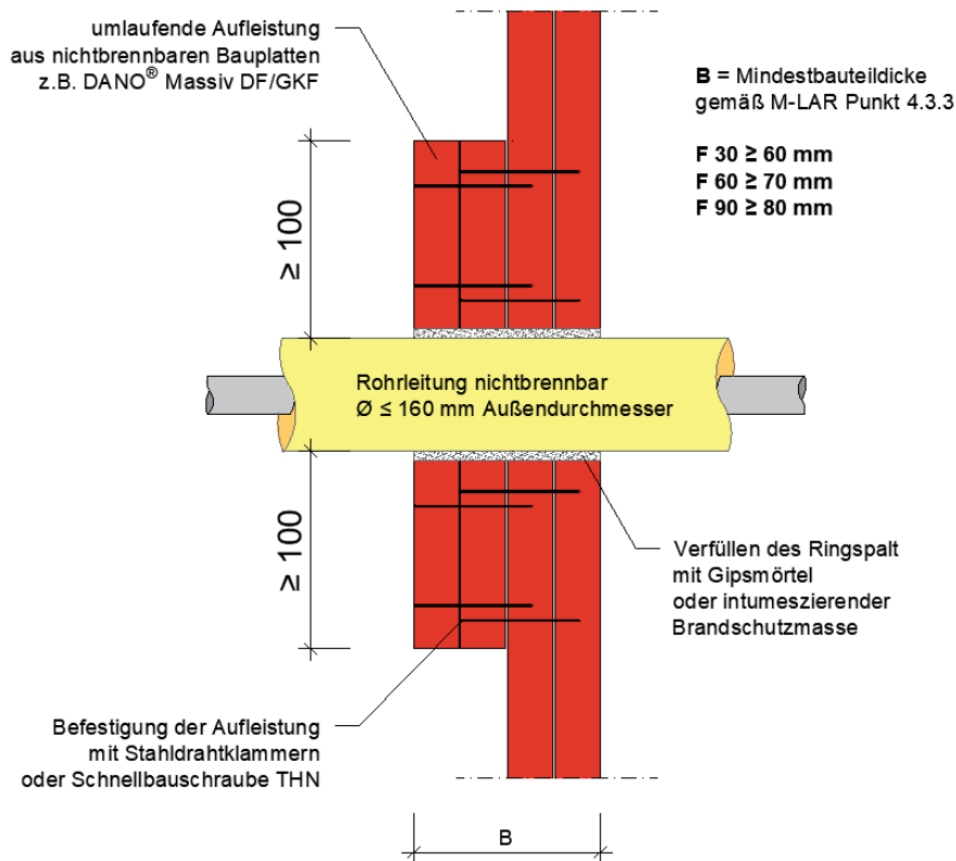 umlaufende Aufleistung
aus nichtbrennbaren Bauplatten
z.B. DANO® Massiv DF/GKF
B = Mindestbauteildicke
gemäß M-LAR Punkt 4.3.3
F 30 ≥ 60 mm
F 60 ≥ 70 mm
F 90 ≥ 80 mm
≥ 100
Rohrleitung nichtbrennbar
Ø ≤ 160 mm Außendurchmesser
≥ 100
Verfüllen des Ringspalt
mit Gipsmörtel
oder intumeszierender
Brandschutzmasse
Befestigung der Aufleistung
mit Stahldrahtklammern
oder Schnellbauschraube THN
B